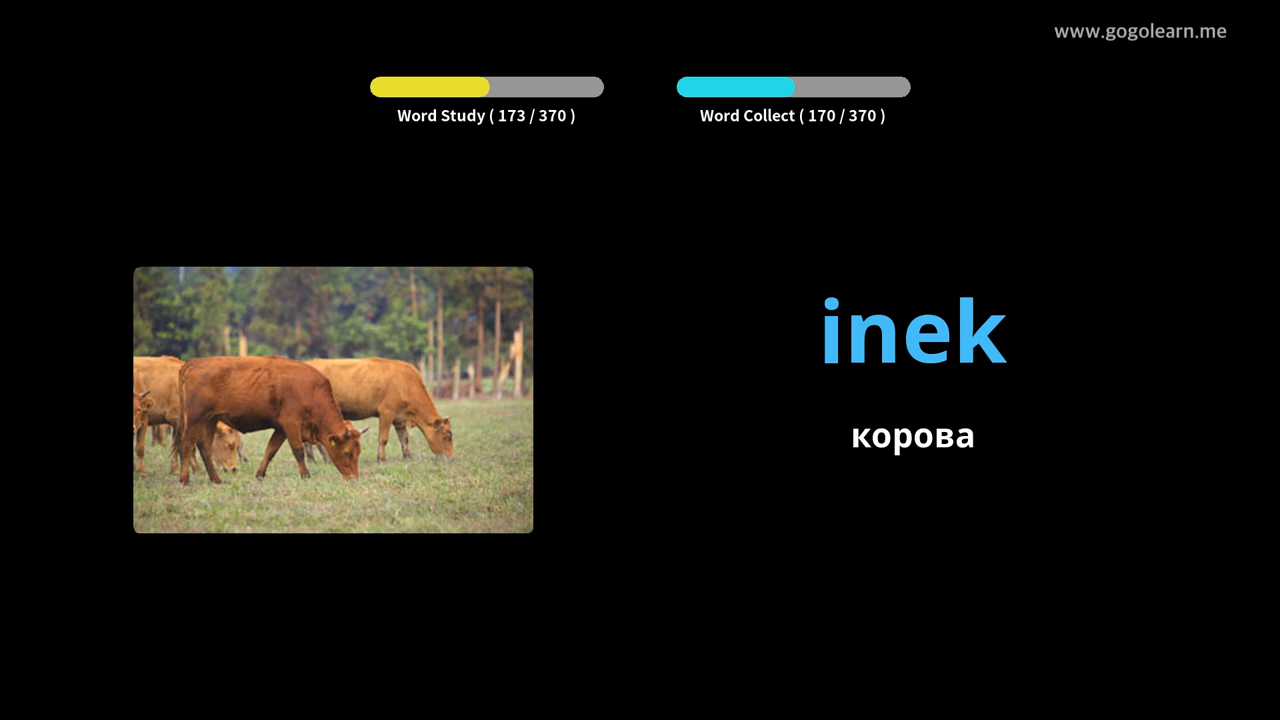 www.gogolearn.me
Word Study ( 173 / 370 )
Word Collect ( 170 / 370 )
inek
корова